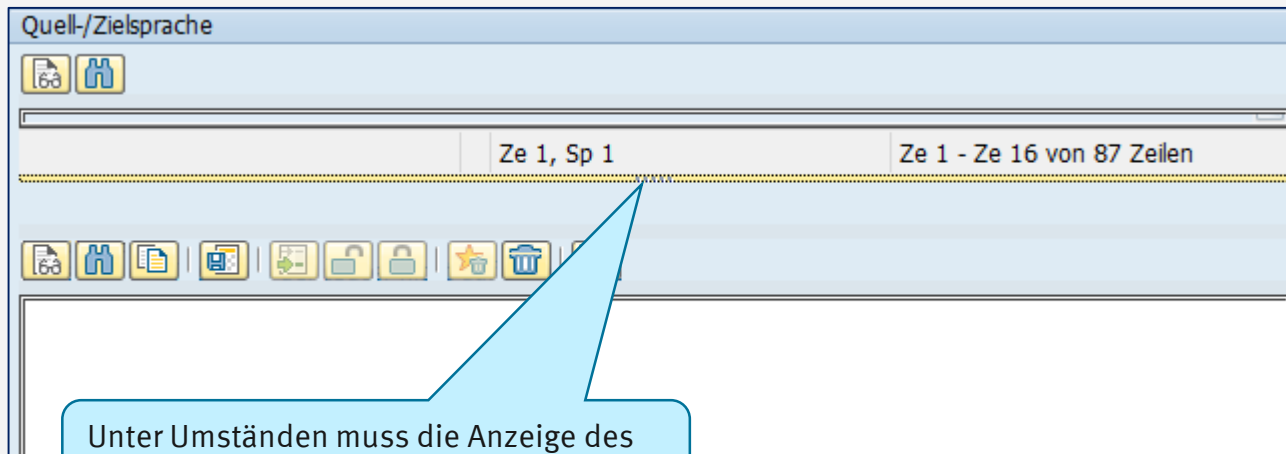 Quell-/Zielsprache
Ze 1, Sp 1
Ze 1 - Ze 16 von 87 Zeilen
Unter Umständen muss die Anzeige des